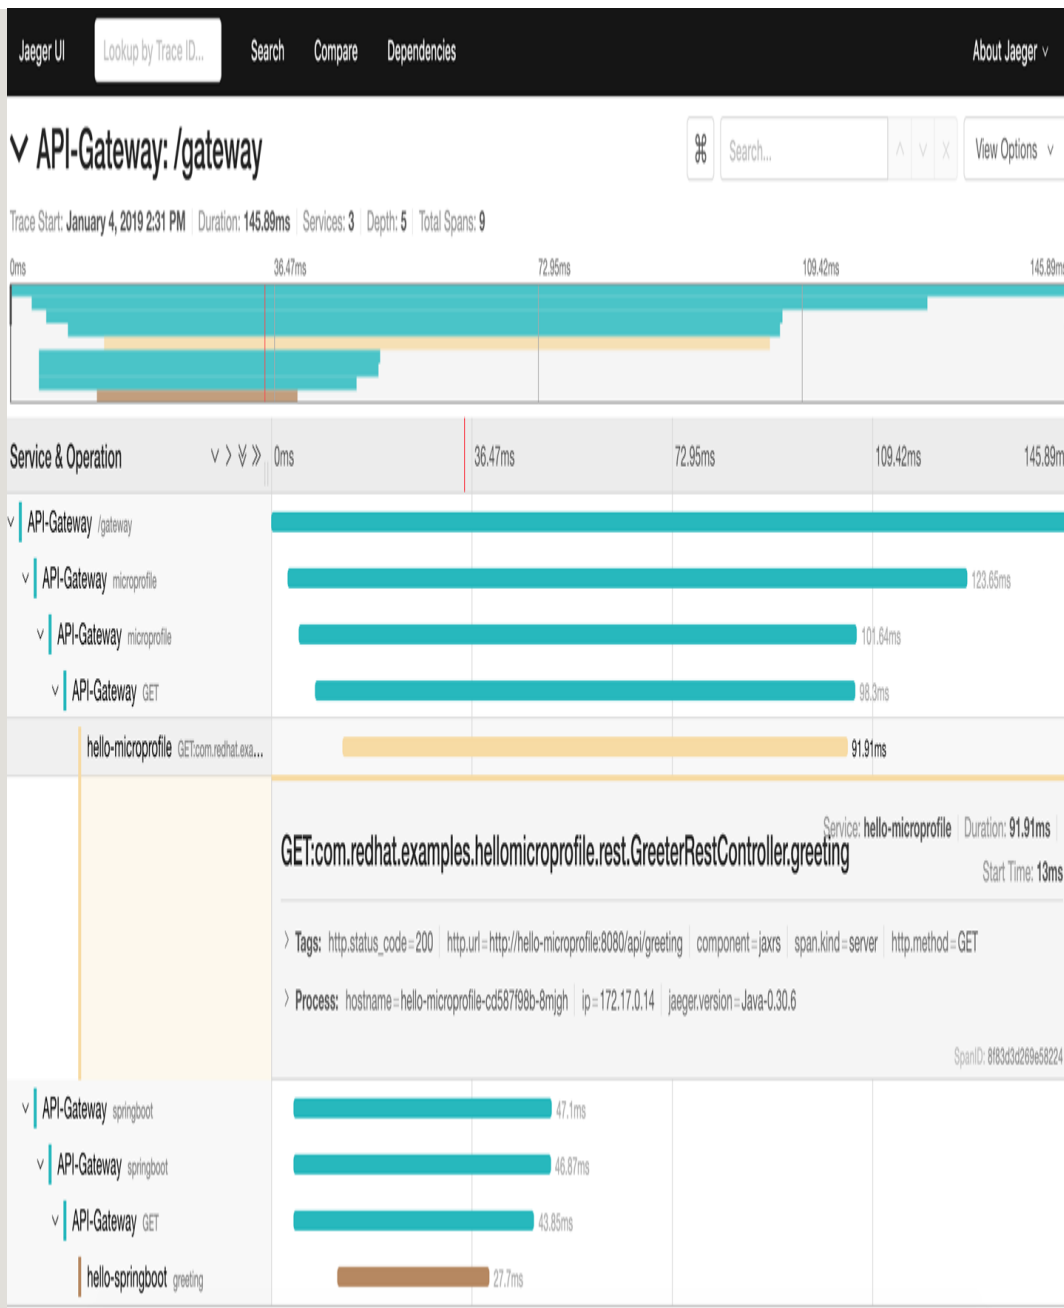 Jaeger UI Lookup by Trace ID... Search Compare Dependencies About Jaeger
API-Gateway: /gateway ⌘ Search... View Options
Trace Start: January 4, 2019 2:31 PM Duration: 145.89ms Services: 3 Depth: 5 Total Spans: 9
0ms 36.47ms 72.95ms 109.42ms 145.89ms
Service & Operation 0ms 36.47ms 72.95ms 109.42ms 145.89m
API-Gateway /gateway
API-Gateway microprofile 123.65ms
API-Gateway microprofile 101.64ms
API-Gateway GET 98.3ms
hello-microprofile GET:com.redhat.exa... 91.91ms
Service: hello-microprofile Duration: 91.91ms
GET:com.redhat.examples.hellomicroprofile.rest.GreeterRestController.greeting
Start Time: 13ms
Tags: http.status_code=200 http.url=http://hello-microprofile:8080/api/greeting component=jaxrs span.kind=server http.method=GET
Process: hostname=hello-microprofile-cd587f98b-8mjgh ip=172.17.0.14 jaeger.version=Java-0.30.6
SpanID: 8f83d3d269e58224
API-Gateway springboot 47.1ms
API-Gateway springboot 46.87ms
API-Gateway GET 43.85ms
hello-springboot greeting 27.7ms